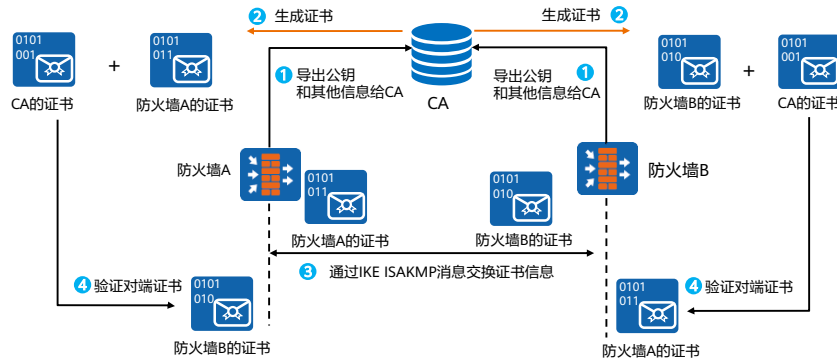 2 生成证书
生成证书 2
0101
001
CA的证书
+
0101
011
防火墙A的证书
1 导出公钥
和其他信息给CA
CA
导出公钥 1
和其他信息给CA
0101
010
防火墙B的证书
+
0101
001
CA的证书
防火墙A
防火墙B
0101
011
防火墙A的证书
0101
010
防火墙B的证书
3 通过IKE ISAKMP消息交换证书信息
4 验证对端证书
0101
010
防火墙B的证书
4 验证对端证书
0101
011
防火墙A的证书